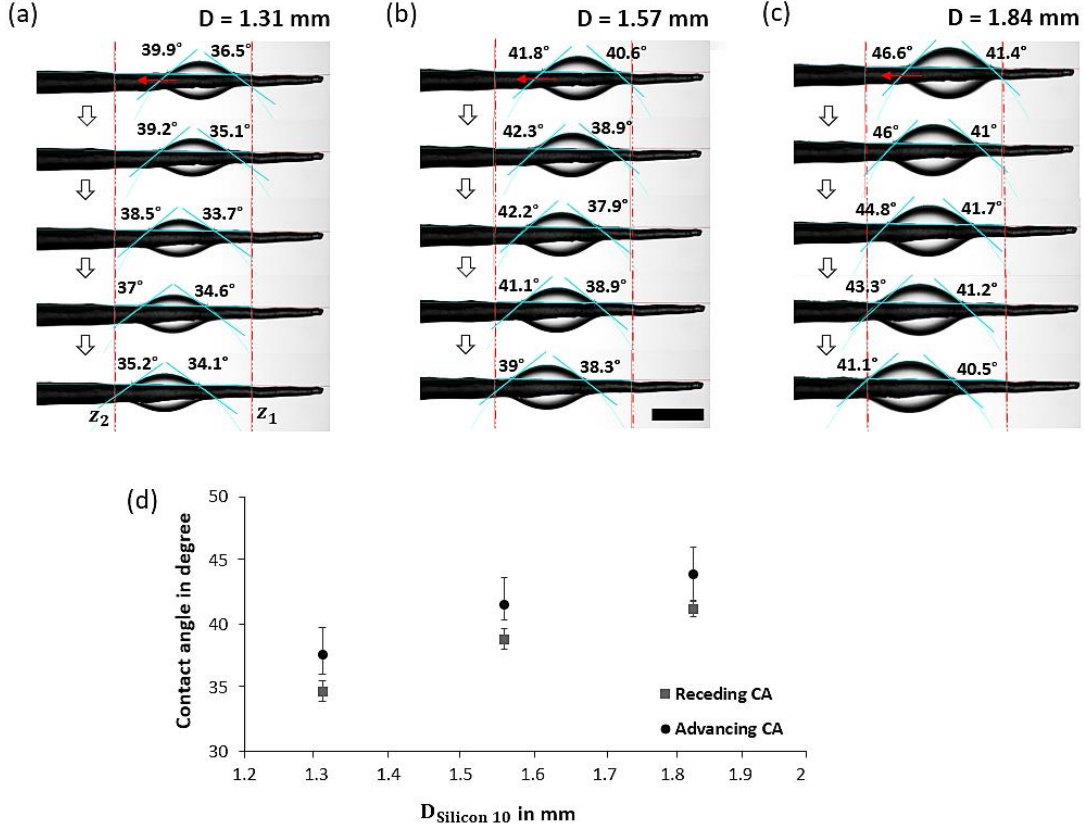 (a)
D = 1.31 mm
39.9° 36.5°
39.2° 35.1°
38.5° 33.7°
37° 34.6°
35.2° 34.1°
z₂ z₁
(b)
D = 1.57 mm
41.8° 40.6°
42.3° 38.9°
42.2° 37.9°
41.1° 38.9°
39° 38.3°
(c)
D = 1.84 mm
46.6° 41.4°
46° 41°
44.8° 41.7°
43.3° 41.2°
41.1° 40.5°
(d)
Contact angle in degree
50
45
40
35
30
1.2 1.3 1.4 1.5 1.6 1.7 1.8 1.9 2
Receding CA
Advancing CA
D Silicon 10 in mm